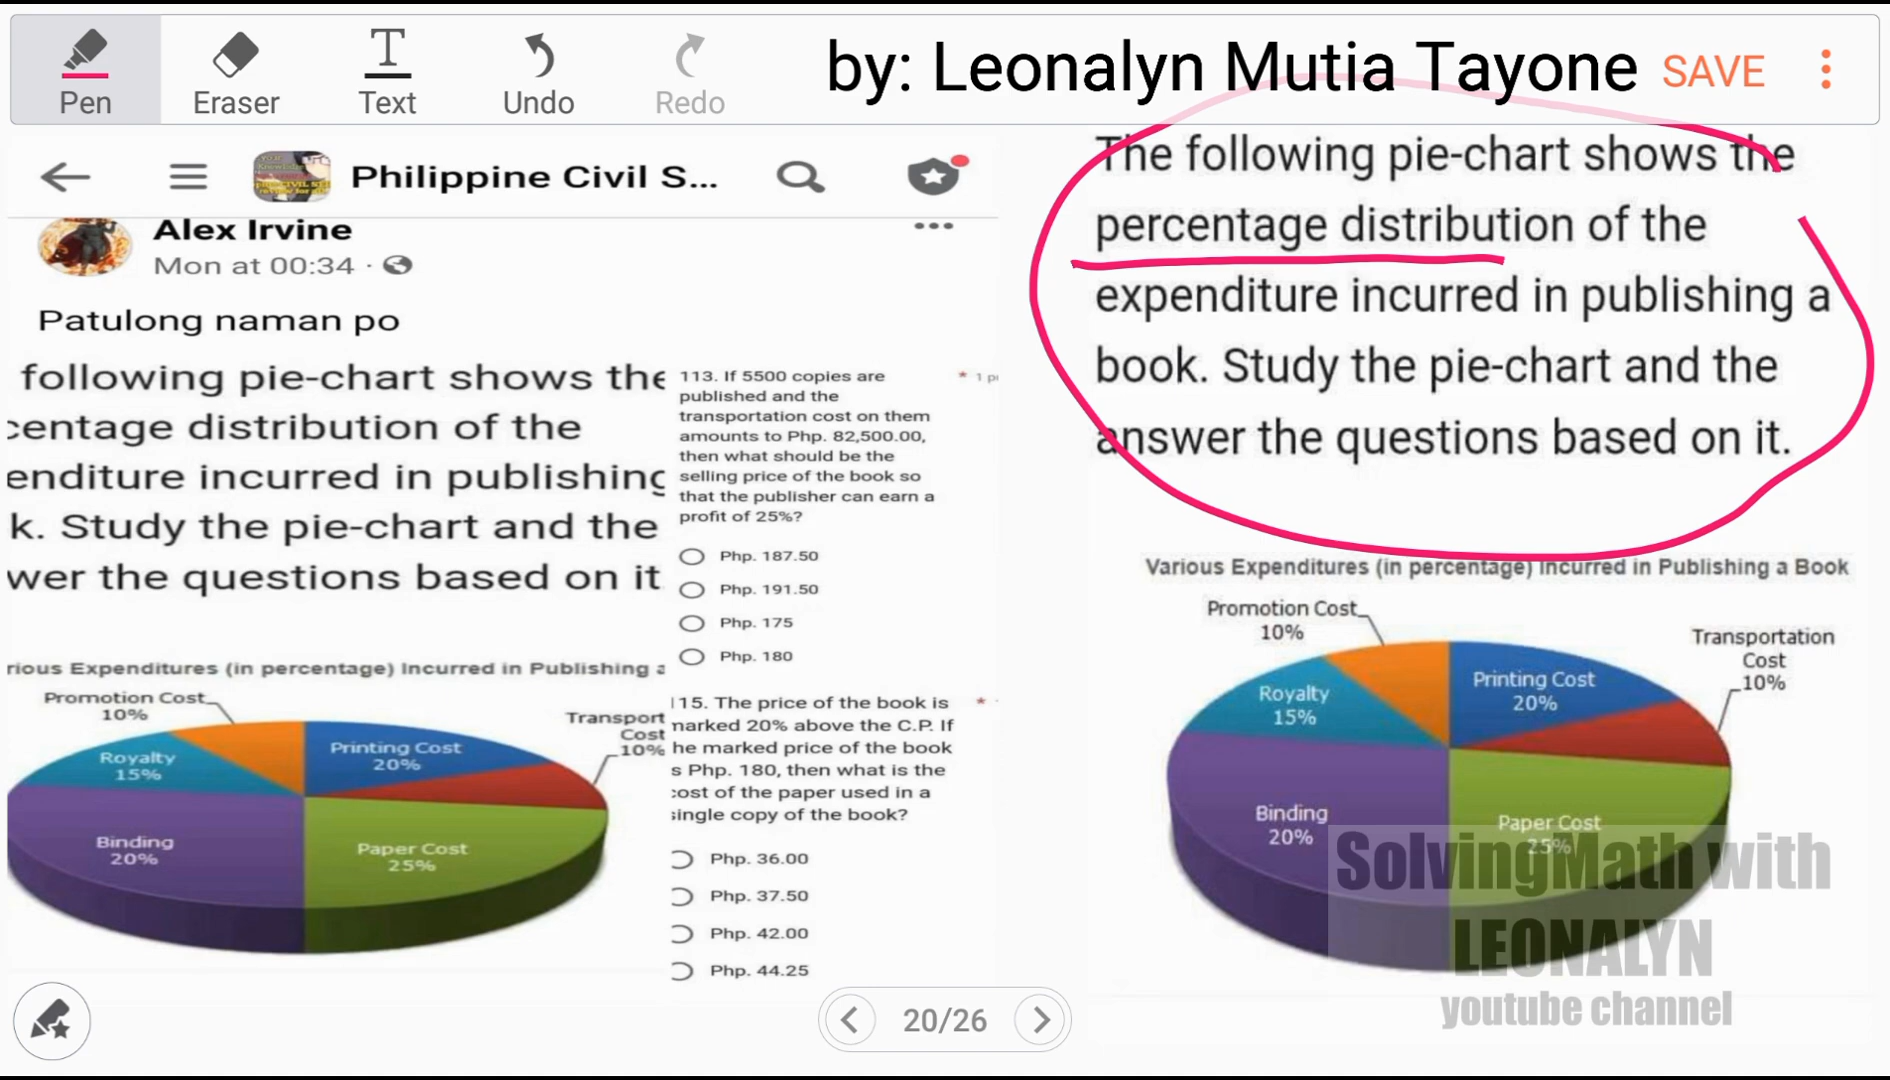 Pen
Eraser
Text
Undo
Redo
by: Leonalyn Mutia Tayone
SAVE
Philippine Civil S...
Alex Irvine
Mon at 00:34 ·
Patulong naman po
following pie-chart shows the
centage distribution of the
enditure incurred in publishing
k. Study the pie-chart and the
wer the questions based on it
rious Expenditures (in percentage) Incurred in Publishing a
Promotion Cost
10%
Royalty
15%
Printing Cost
20%
Transport
Cost
10%
Binding
20%
Paper Cost
25%
113. If 5500 copies are
published and the
transportation cost on them
amounts to Php. 82,500.00,
then what should be the
selling price of the book so
that the publisher can earn a
profit of 25%?
* 1 p
Php. 187.50
Php. 191.50
Php. 175
Php. 180
115. The price of the book is
marked 20% above the C.P. If
he marked price of the book
s Php. 180, then what is the
cost of the paper used in a
single copy of the book?
*
Php. 36.00
Php. 37.50
Php. 42.00
Php. 44.25
20/26
The following pie-chart shows the
percentage distribution of the
expenditure incurred in publishing a
book. Study the pie-chart and the
answer the questions based on it.
Various Expenditures (in percentage) Incurred in Publishing a Book
Promotion Cost
10%
Royalty
15%
Printing Cost
20%
Transportation
Cost
10%
Binding
20%
Paper Cost
25%
SolvingMath with
LEONALYN
youtube channel